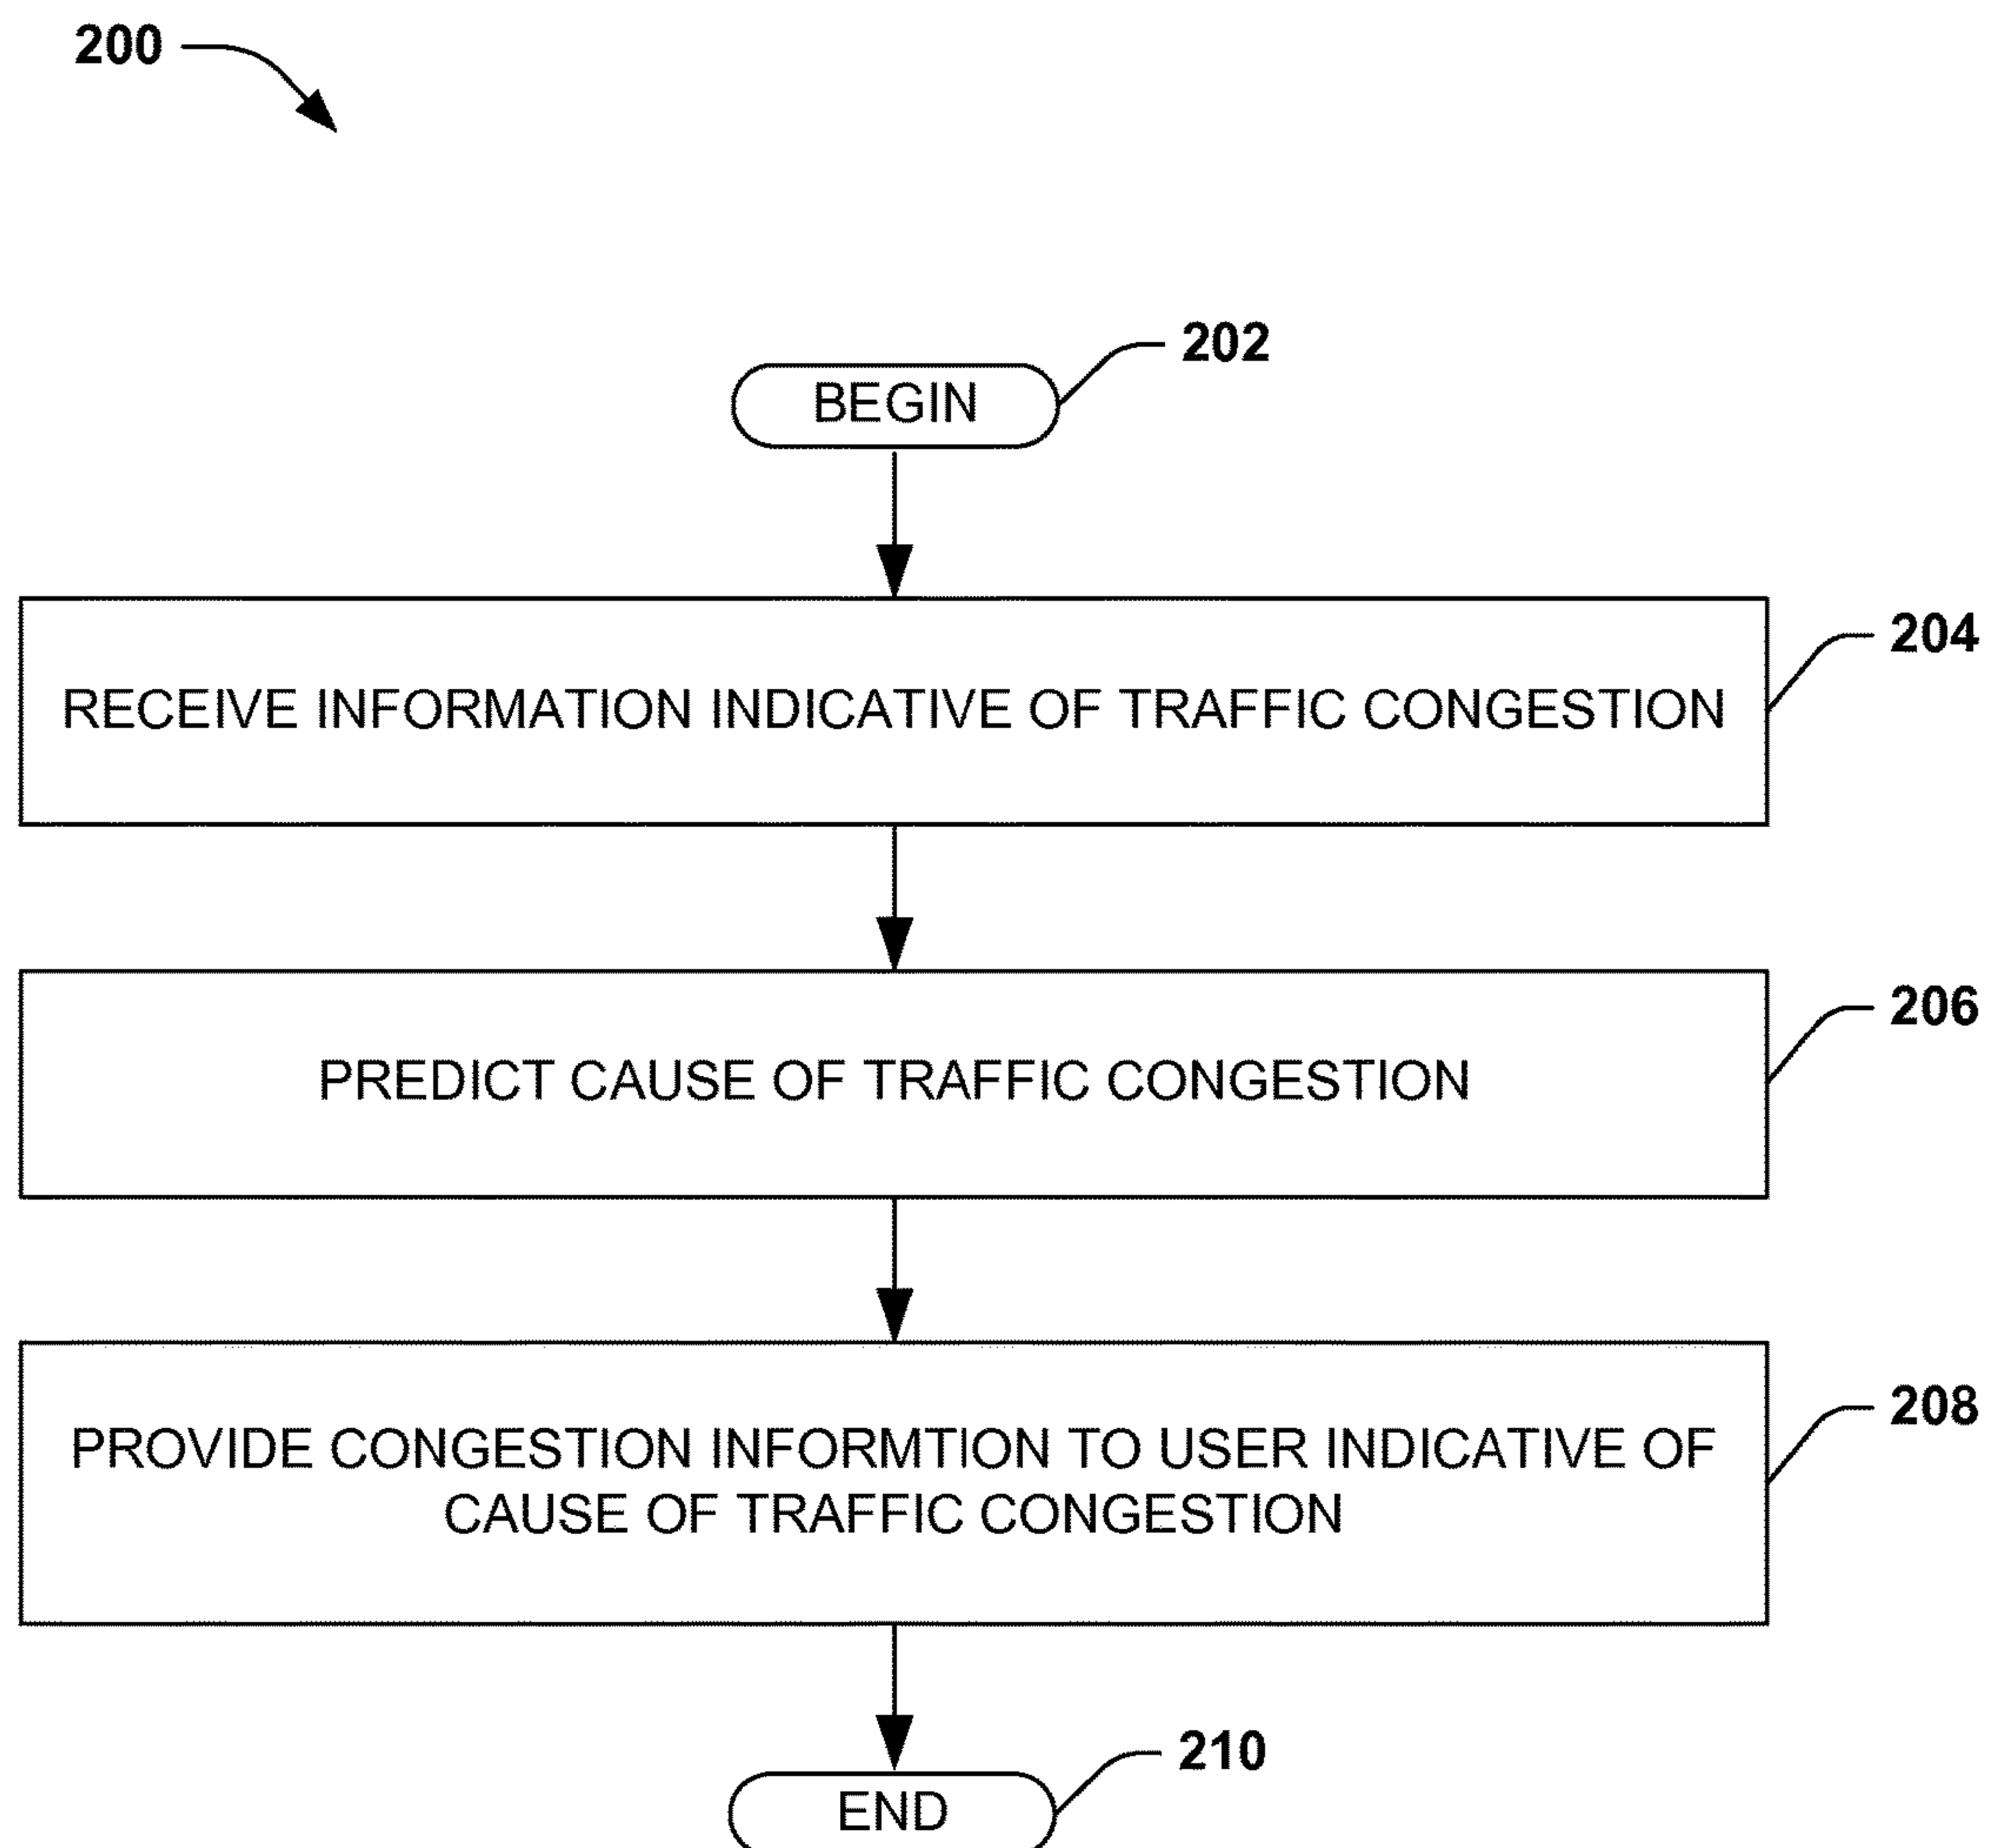 200
202
BEGIN
204
RECEIVE INFORMATION INDICATIVE OF TRAFFIC CONGESTION
206
PREDICT CAUSE OF TRAFFIC CONGESTION
208
PROVIDE CONGESTION INFORMTION TO USER INDICATIVE OF
CAUSE OF TRAFFIC CONGESTION
210
END